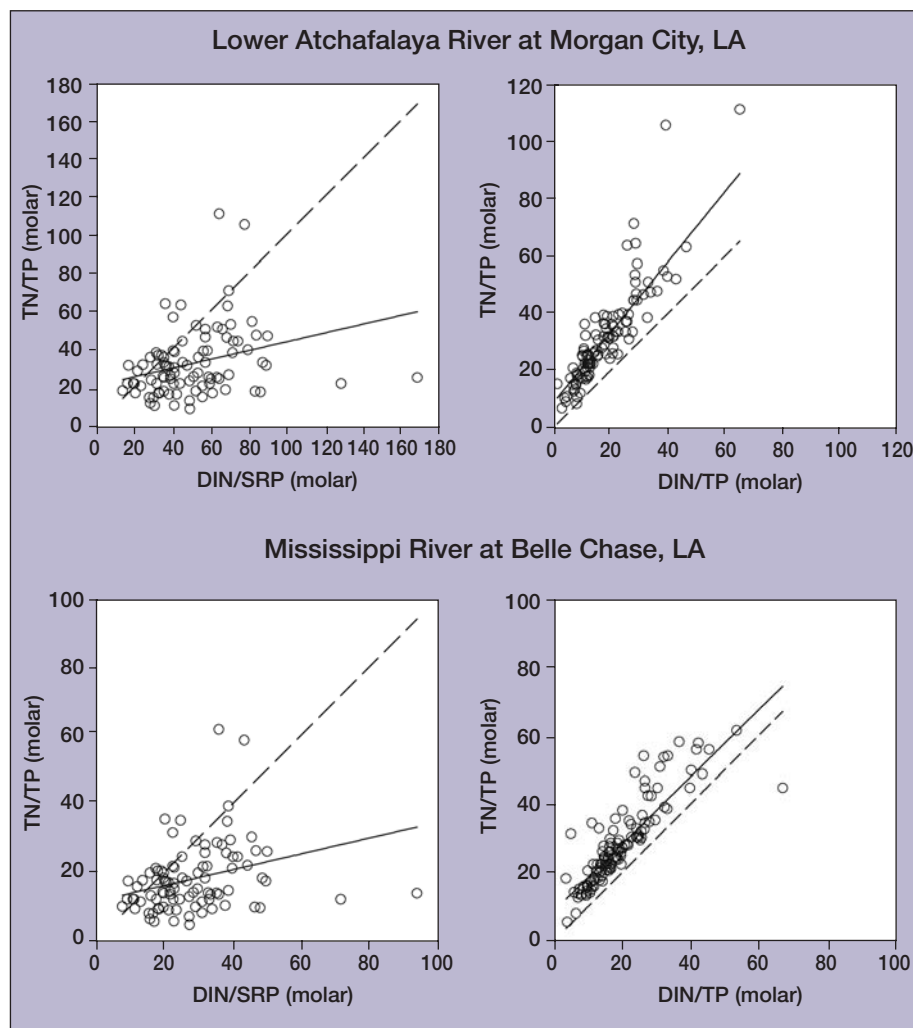 Lower Atchafalaya River at Morgan City, LA
180
160
140
120
100
80
60
40
20
0
TN/TP (molar)
0 20 40 60 80 100 120 140 160 180
DIN/SRP (molar)
120
100
80
60
40
20
0
TN/TP (molar)
0 20 40 60 80 100 120
DIN/TP (molar)
Mississippi River at Belle Chase, LA
100
80
60
40
20
0
TN/TP (molar)
0 20 40 60 80 100
DIN/SRP (molar)
100
80
60
40
20
0
TN/TP (molar)
0 20 40 60 80 100
DIN/TP (molar)